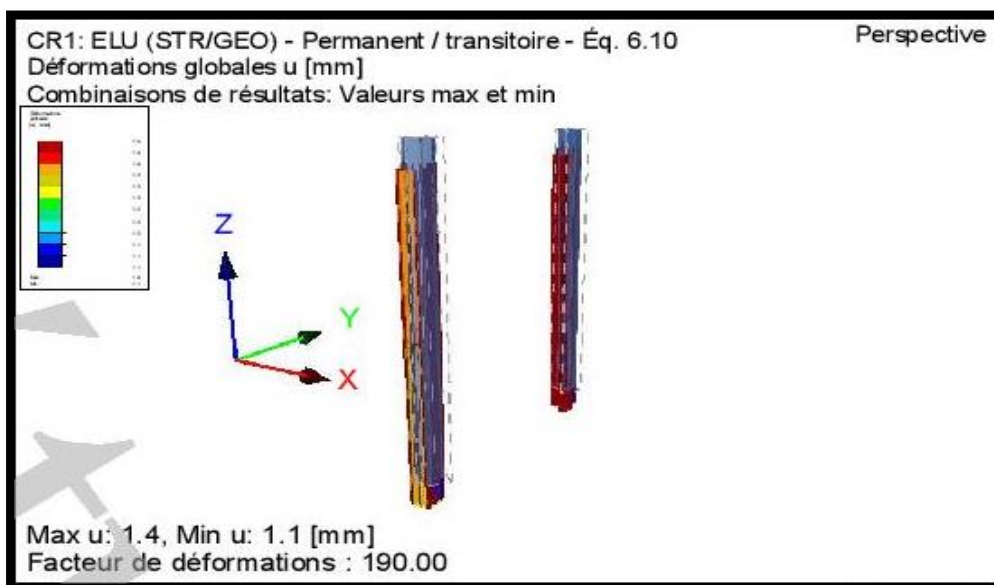 CR1: ELU (STR/GEO) - Permanent / transitoire - Éq. 6.10
Perspective
Déformations globales u [mm]
Combinaisons de résultats: Valeurs max et min
Z
Y
X
Max u: 1.4, Min u: 1.1 [mm]
Facteur de déformations : 190.00